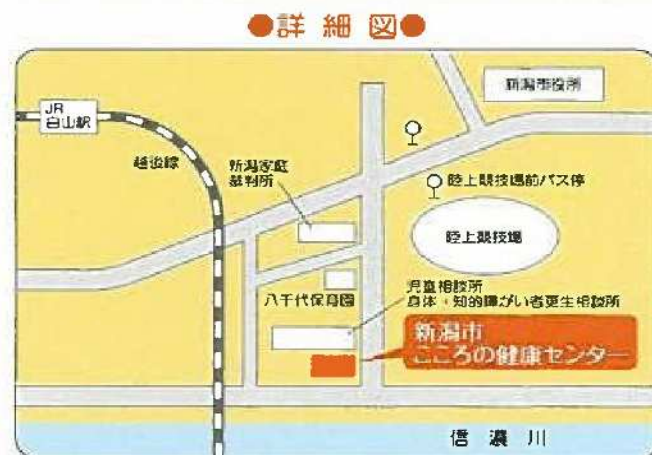 ●詳細図●
新潟市役所
JR
白山駅
越後線
新潟家庭
裁判所
陸上競技場前バス停
陸上競技場
八千代保育園
児童相談所
身体・知的障がい者更生相談所
新潟市
こころの健康センター
信濃川